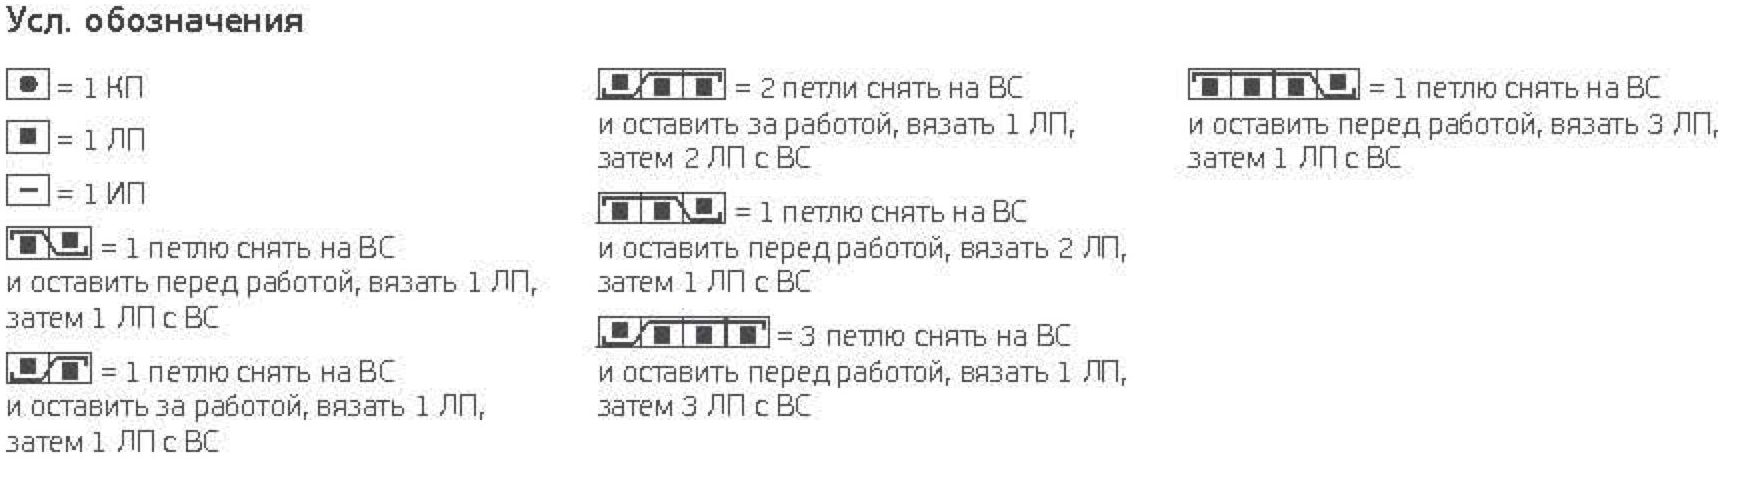 Усл. обозначения
= 1 КП
= 1 ЛП
= 1 ИП
= 1 петлю снять на ВС
и оставить перед работой, вязать 1 ЛП,
затем 1 ЛП с ВС
= 1 петлю снять на ВС
и оставить за работой, вязать 1 ЛП,
затем 1 ЛП с ВС
= 2 петли снять на ВС
и оставить за работой, вязать 1 ЛП,
затем 2 ЛП с ВС
= 1 петлю снять на ВС
и оставить перед работой, вязать 2 ЛП,
затем 1 ЛП с ВС
= 3 петлю снять на ВС
и оставить перед работой, вязать 1 ЛП,
затем 3 ЛП с ВС
= 1 петлю снять на ВС
и оставить перед работой, вязать 3 ЛП,
затем 1 ЛП с ВС